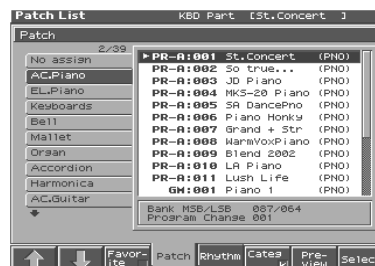 Patch List KBD Part [St.Concert ]
Patch
2/39
No assign
AC.Piano
EL.Piano
Keyboards
Bell
Mallet
Organ
Accordion
Harmonica
AC.Guitar
PR-A:001 St.Concert (PNO)
PR-A:002 So true... (PNO)
PR-A:003 JD Piano (PNO)
PR-A:004 MKS-20 Piano (PNO)
PR-A:005 SA DancePno (PNO)
PR-A:006 Piano Honky (PNO)
PR-A:007 Grand + Str (PNO)
PR-A:008 WarmVoxPiano (PNO)
PR-A:009 Blend 2002 (PNO)
PR-A:010 LA Piano (PNO)
PR-A:011 Lush Life (PNO)
GM:001 Piano 1 (PNO)
Bank MSB/LSB 087/064
Program Change 001
Favor-
ite
Patch
Rhythm
Categ
Pre-
view
Selec